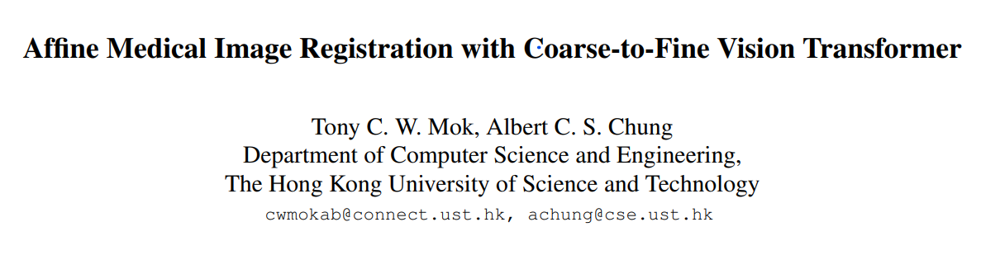 Affine Medical Image Registration with Coarse-to-Fine Vision Transformer
Tony C. W. Mok, Albert C. S. Chung
Department of Computer Science and Engineering,
The Hong Kong University of Science and Technology
cwmokab@connect.ust.hk, achung@cse.ust.hk